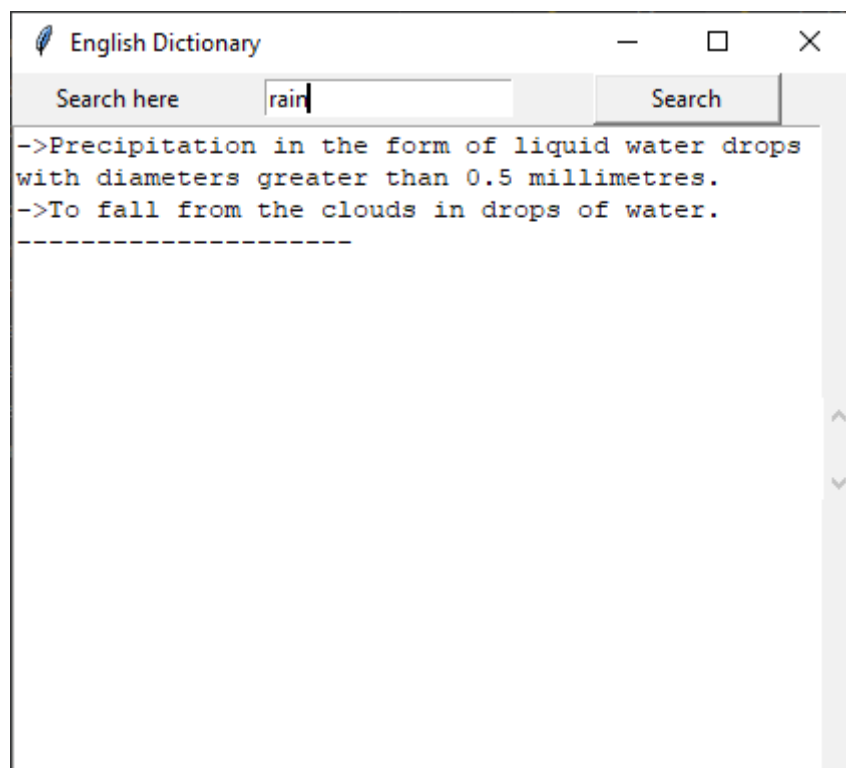 English Dictionary
Search here rain Search
->Precipitation in the form of liquid water drops
with diameters greater than 0.5 millimetres.
->To fall from the clouds in drops of water.
---------------------